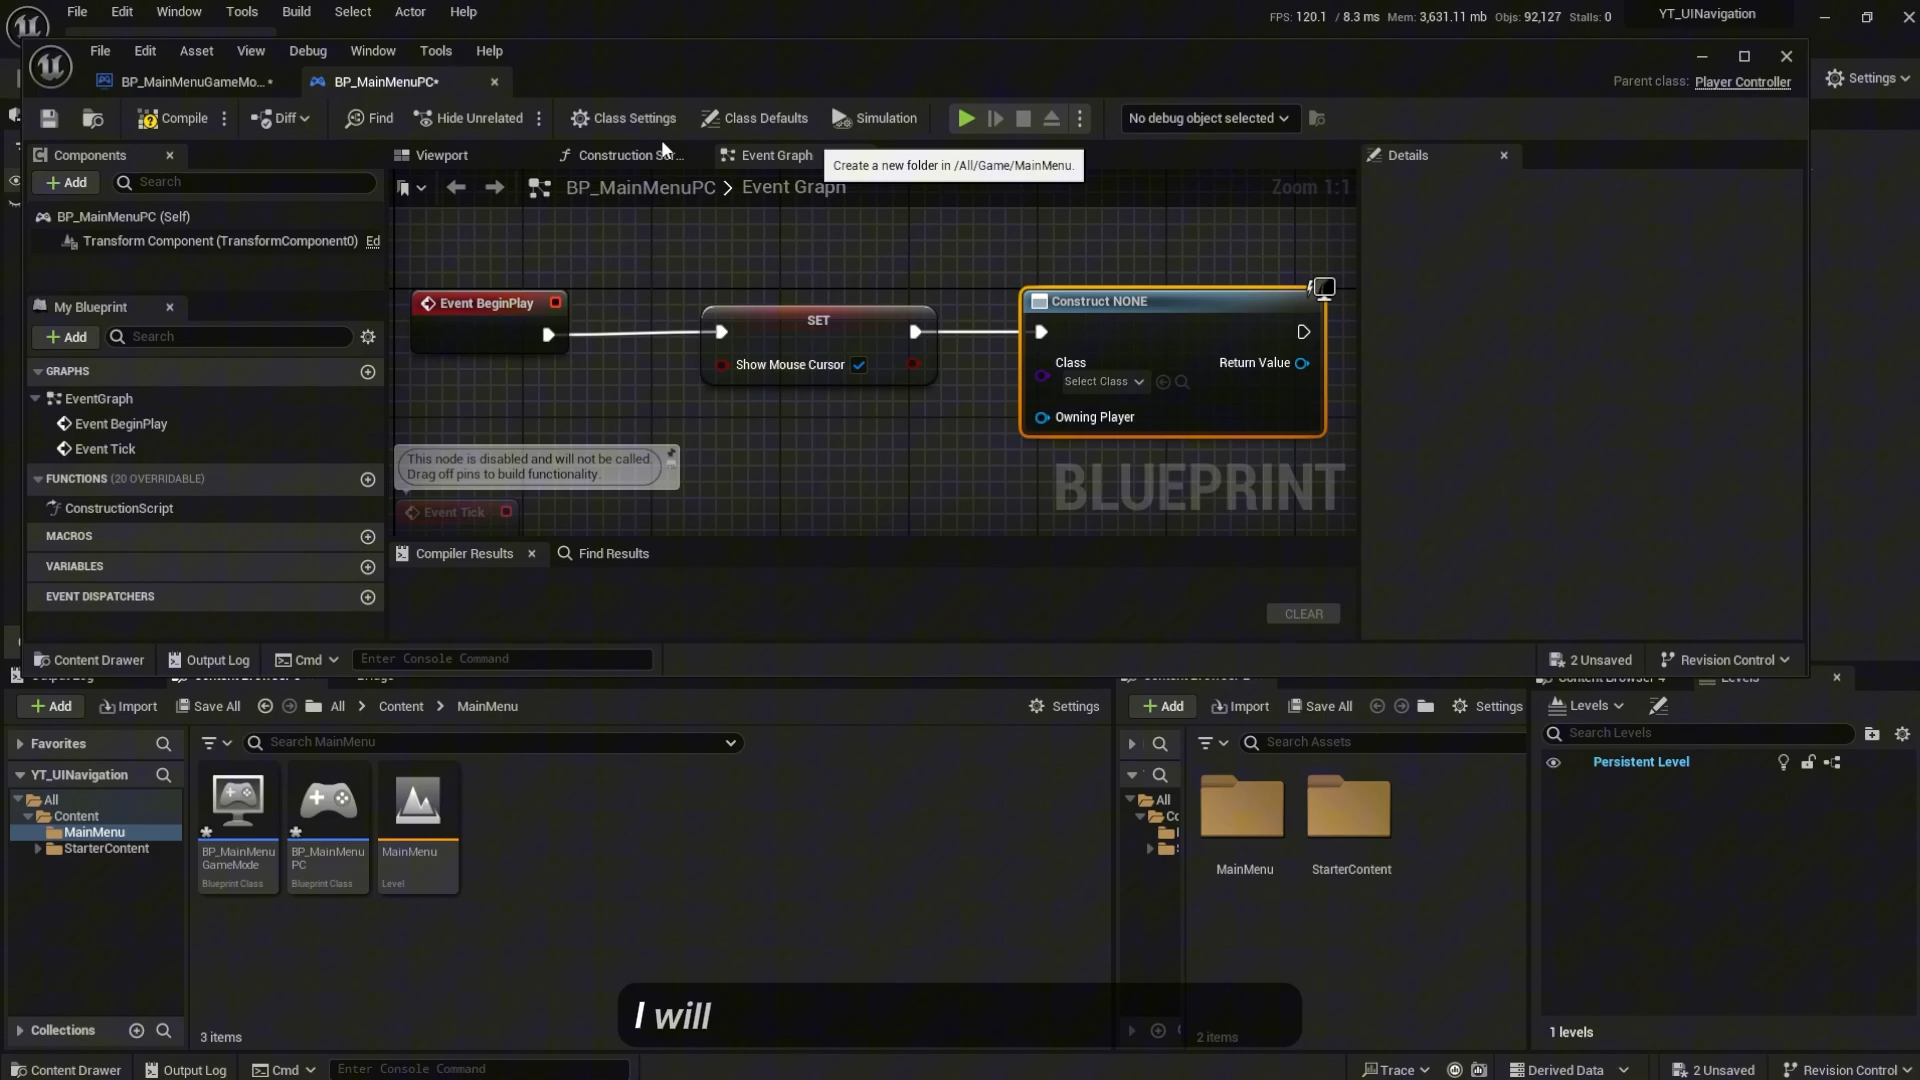 File Edit Window Tools Build Select Actor Help
FPS: 120.1 / 8.3 ms Mem: 3,631.11 mb Objs: 92,127 Stalls: 0
YT_UINavigation
File Edit Asset View Debug Window Tools Help
BP_MainMenuGameMo... •
BP_MainMenuPC•
Parent class: Player Controller
Settings
Compile
Diff
Find
Hide Unrelated
Class Settings
Class Defaults
Simulation
No debug object selected
Components
Viewport
Construction Scr...
Event Graph
Create a new folder in /All/Game/MainMenu.
Details
Add
Search
BP_MainMenuPC > Event Graph
Zoom 1:1
BP_MainMenuPC (Self)
Transform Component (TransformComponent0) Ed
My Blueprint
Add
Search
GRAPHS
EventGraph
Event BeginPlay
Event Tick
FUNCTIONS (20 OVERRIDABLE)
ConstructionScript
MACROS
VARIABLES
EVENT DISPATCHERS
Event BeginPlay
SET
Show Mouse Cursor
Construct NONE
Class
Select Class
Return Value
Owning Player
This node is disabled and will not be called.
Drag off pins to build functionality.
Event Tick
BLUEPRINT
Compiler Results
Find Results
CLEAR
Content Drawer
Output Log
Cmd
Enter Console Command
2 Unsaved
Revision Control
Levels
Add
Import
Save All
All > Content > MainMenu
Settings
Favorites
Search MainMenu
YT_UINavigation
All
Content
MainMenu
StarterContent
BP_MainMenu
GameMode
Blueprint Class
BP_MainMenu
PC
Blueprint Class
MainMenu
Level
Collections
3 items
Add
Import
Save All
Settings
Search Assets
All
MainMenu
StarterContent
2 items
Levels
Search Levels
Persistent Level
1 levels
I will
Content Drawer
Output Log
Cmd
Enter Console Command
Trace
Derived Data
2 Unsaved
Revision Control